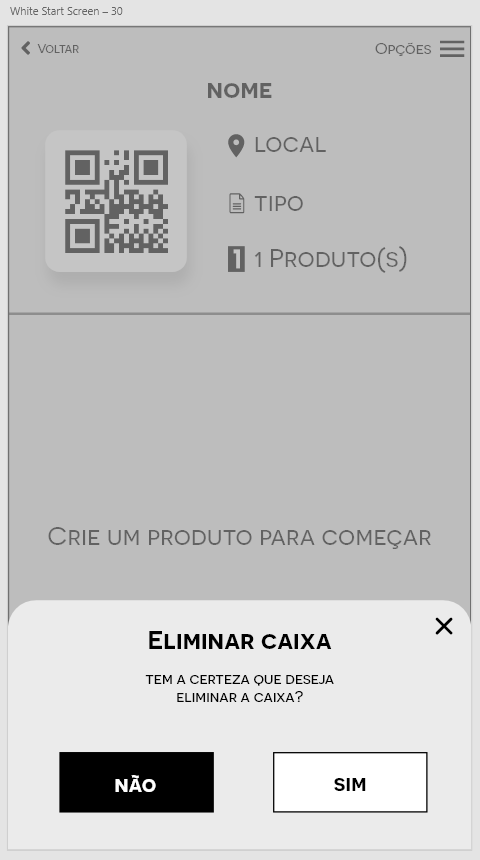 White Start Screen – 30
Voltar
Opções
NOME
LOCAL
TIPO
1
1 Produto(s)
Crie um produto para começar
Eliminar caixa
tem a certeza que deseja
eliminar a caixa?
NÃO
SIM